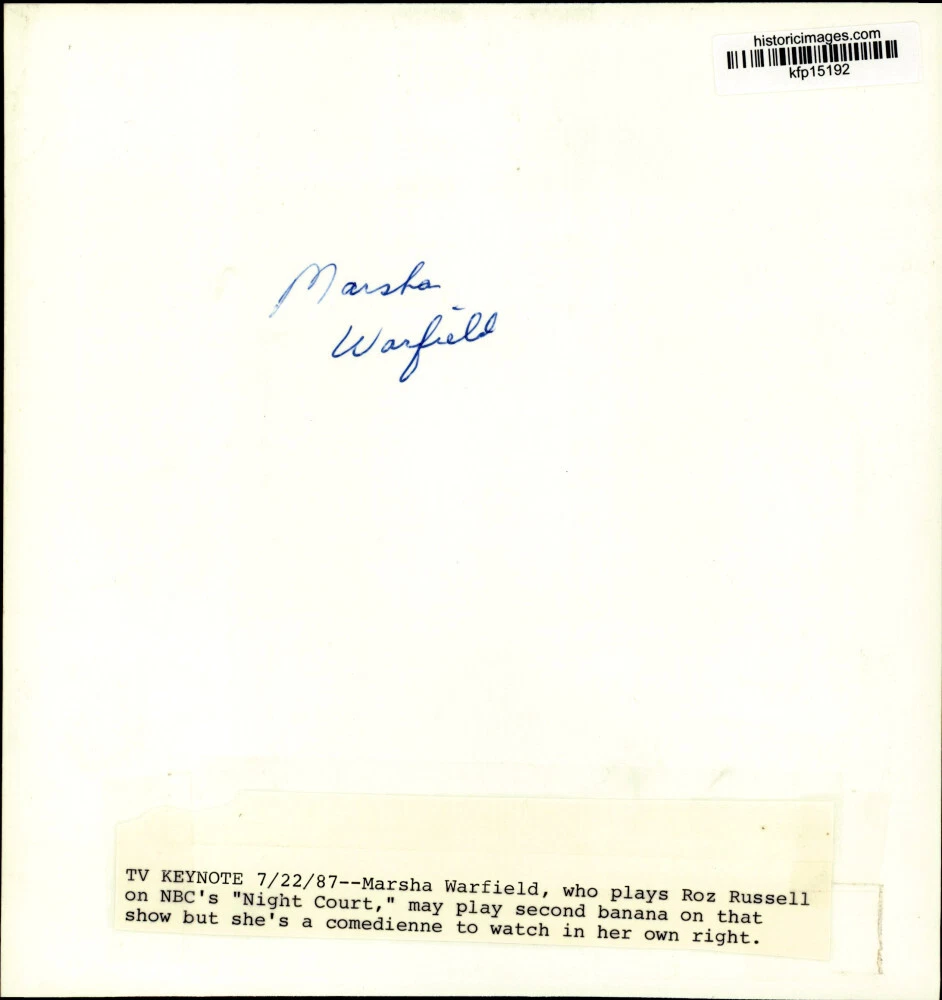 historicimages.com
kfp15192
Marsha
Warfield
TV KEYNOTE 7/22/87--Marsha Warfield, who plays Roz Russell
on NBC's "Night Court," may play second banana on that
show but she's a comedienne to watch in her own right.